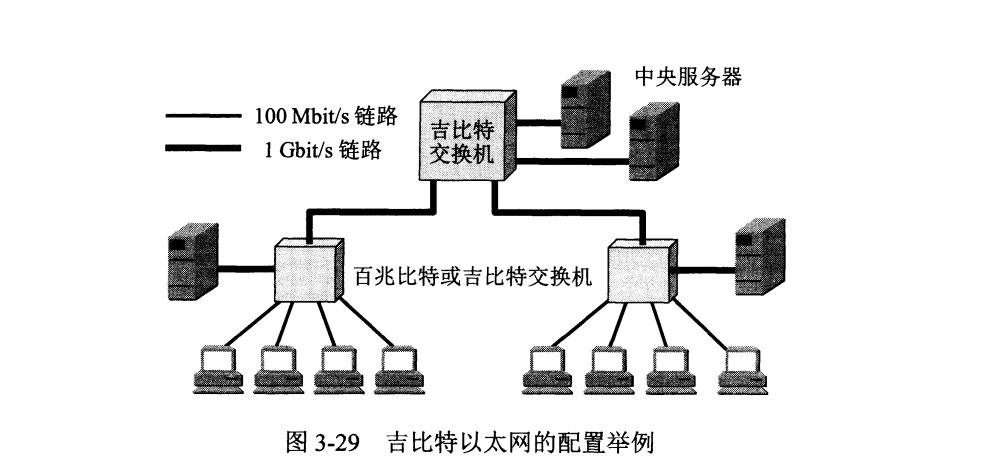 中央服务器
100 Mbit/s 链路
1 Gbit/s 链路
吉比特
交换机
百兆比特或吉比特交换机
图 3-29 吉比特以太网的配置举例